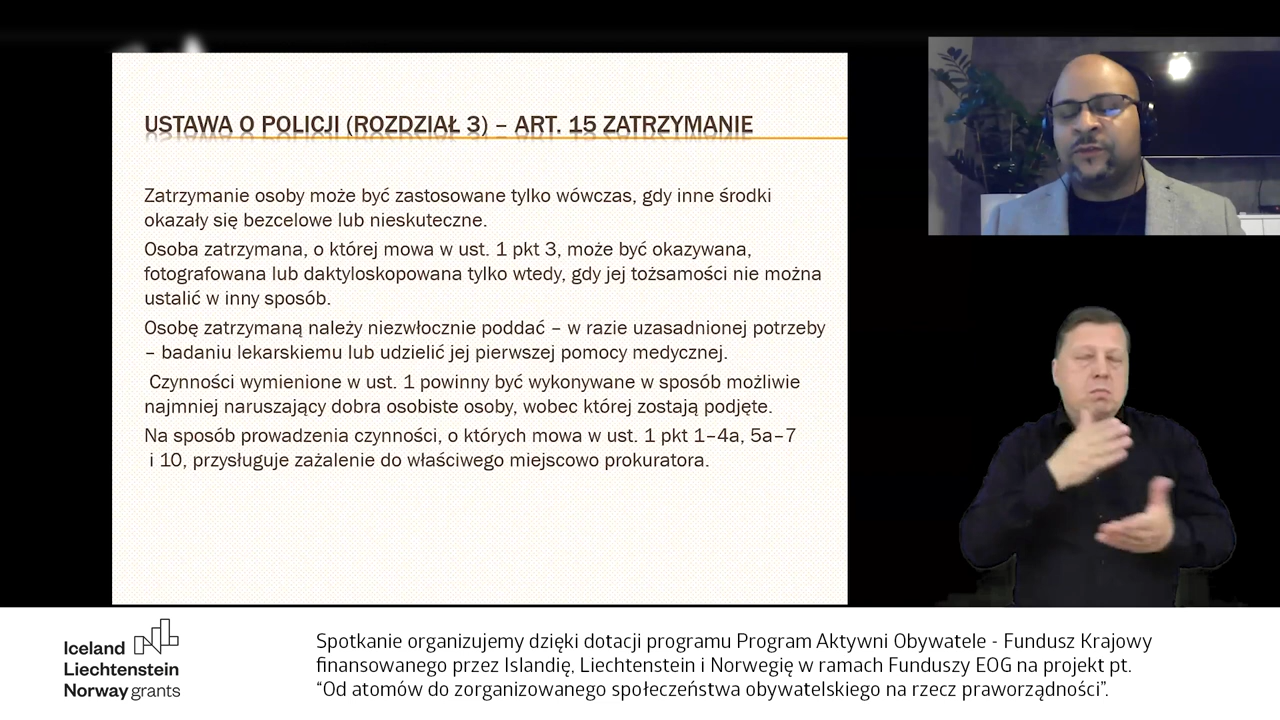 USTAWA O POLICJI (ROZDZIAŁ 3) – ART. 15 ZATRZYMANIE
Zatrzymanie osoby może być zastosowane tylko wówczas, gdy inne środki
okazały się bezcelowe lub nieskuteczne.
Osoba zatrzymana, o której mowa w ust. 1 pkt 3, może być okazywana,
fotografowana lub daktyloskopowana tylko wtedy, gdy jej tożsamości nie można
ustalić w inny sposób.
Osobę zatrzymaną należy niezwłocznie poddać – w razie uzasadnionej potrzeby
– badaniu lekarskiemu lub udzielić jej pierwszej pomocy medycznej.
Czynności wymienione w ust. 1 powinny być wykonywane w sposób możliwie
najmniej naruszający dobra osobiste osoby, wobec której zostają podjęte.
Na sposób prowadzenia czynności, o których mowa w ust. 1 pkt 1–4a, 5a–7
i 10, przysługuje zażalenie do właściwego miejscowo prokuratora.
Iceland
Liechtenstein
Norway grants
Spotkanie organizujemy dzięki dotacji programu Program Aktywni Obywatele - Fundusz Krajowy
finansowanego przez Islandię, Liechtenstein i Norwegię w ramach Funduszy EOG na projekt pt.
“Od atomów do zorganizowanego społeczeństwa obywatelskiego na rzecz praworządności”.